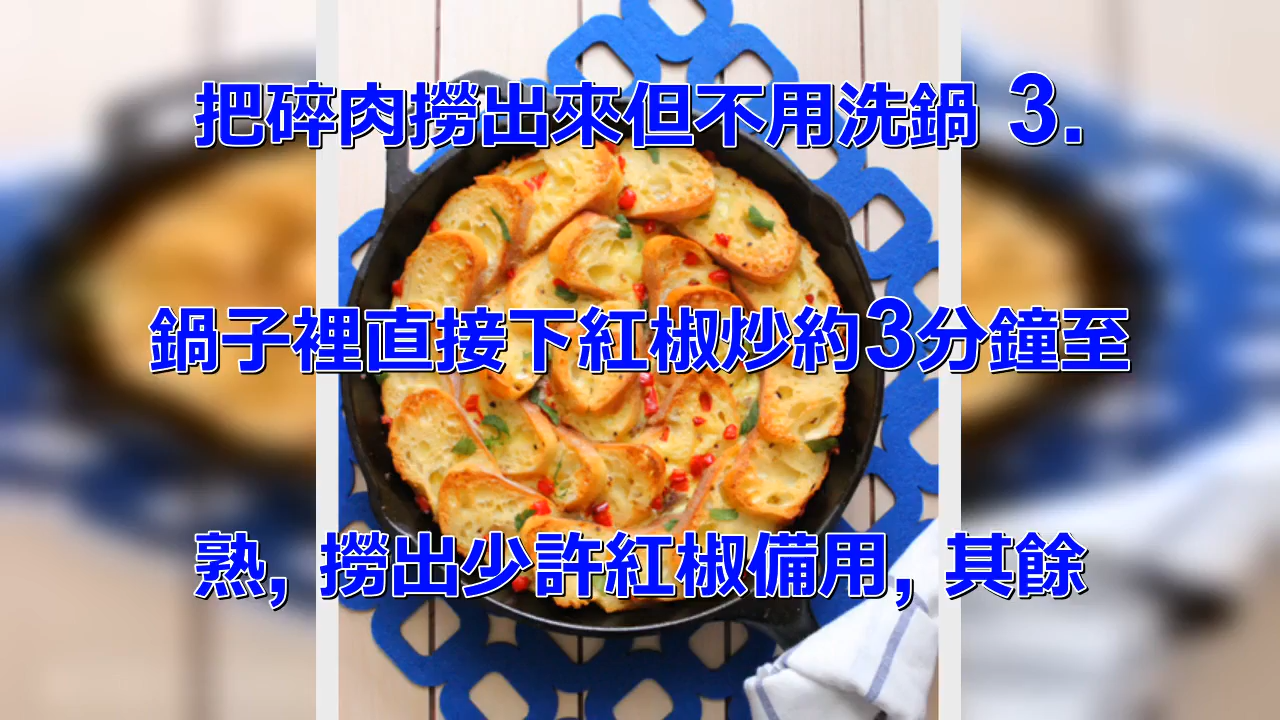 把碎肉撈出來但不用洗鍋 3.
鍋子裡直接下紅椒炒約3分鐘至
熟, 撈出少許紅椒備用, 其餘